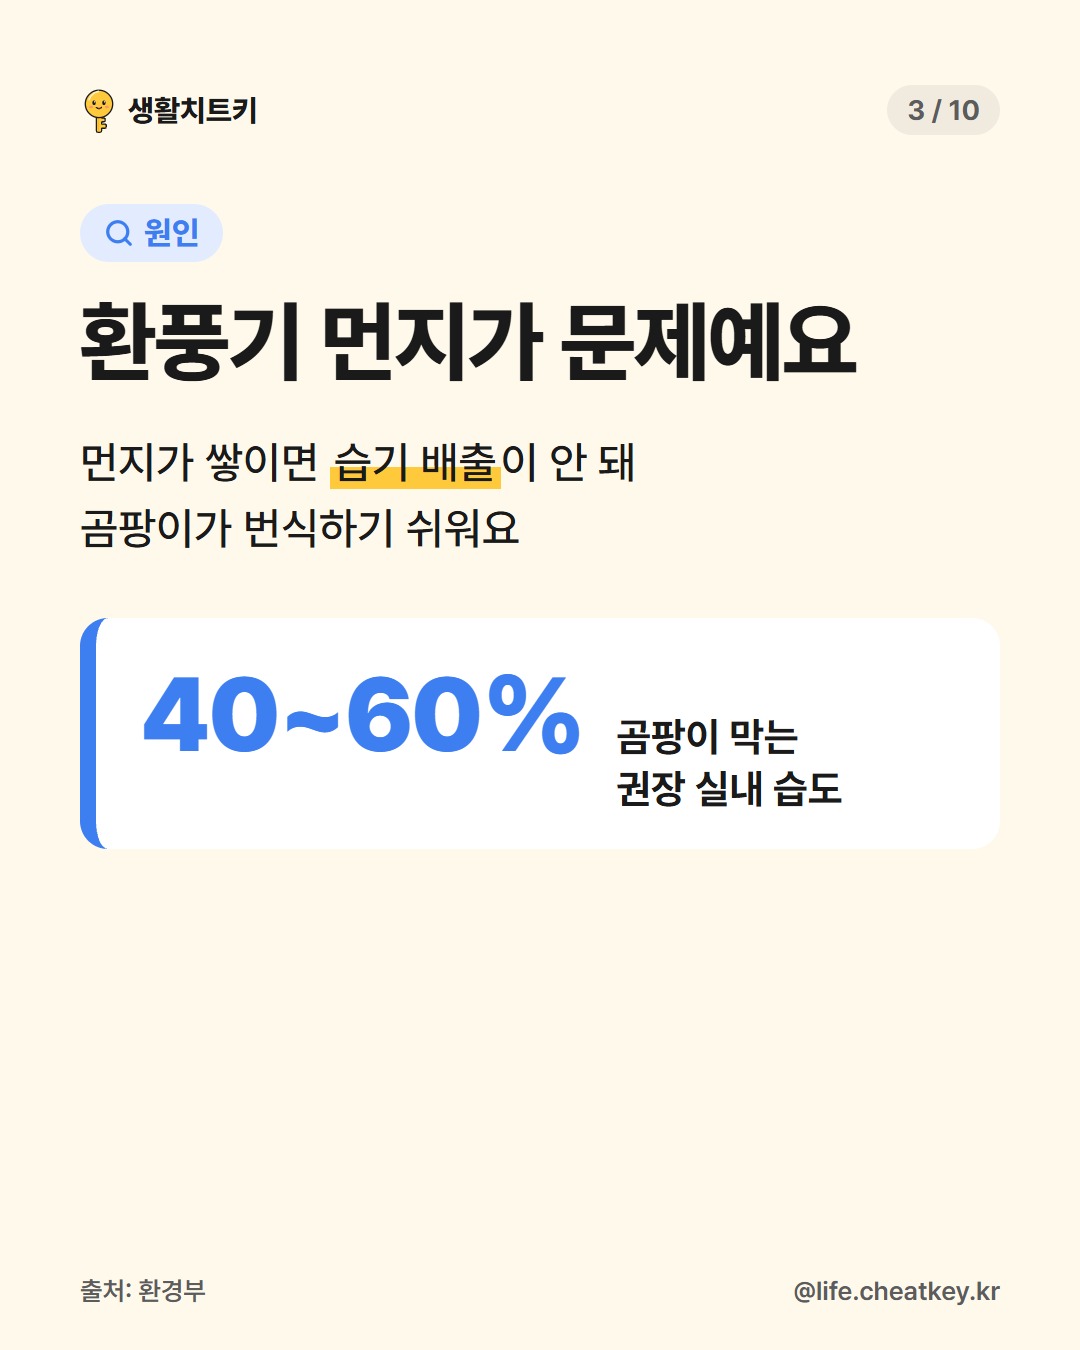 생활치트키
3 / 10
원인
환풍기 먼지가 문제예요
먼지가 쌓이면 습기 배출이 안 돼
곰팡이가 번식하기 쉬워요
40~60%
곰팡이 막는
권장 실내 습도
출처: 환경부
@life.cheatkey.kr